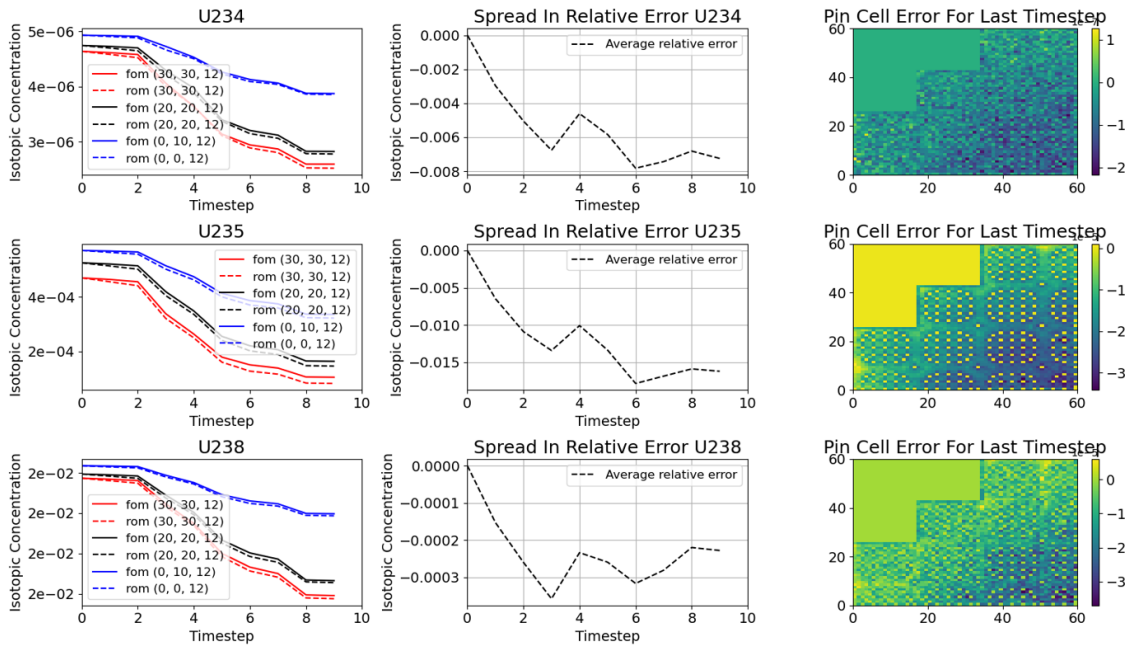 U234
Isotopic Concentration
5e−06
4e−06
3e−06
fom (30, 30, 12)
rom (30, 30, 12)
fom (20, 20, 12)
rom (20, 20, 12)
fom (0, 10, 12)
rom (0, 0, 12)
0 2 4 6 8 10
Timestep
Spread In Relative Error U234
Isotopic Concentration
0.000
−0.002
−0.004
−0.006
−0.008
Average relative error
0 2 4 6 8 10
Timestep
Pin Cell Error For Last Timestep
60
40
20
0
0 20 40 60
1
0
−1
−2
U235
Isotopic Concentration
4e−04
2e−04
fom (30, 30, 12)
rom (30, 30, 12)
fom (20, 20, 12)
rom (20, 20, 12)
fom (0, 10, 12)
rom (0, 0, 12)
0 2 4 6 8 10
Timestep
Spread In Relative Error U235
Isotopic Concentration
0.000
−0.005
−0.010
−0.015
Average relative error
0 2 4 6 8 10
Timestep
Pin Cell Error For Last Timestep
60
40
20
0
0 20 40 60
0
−1
−2
−3
U238
Isotopic Concentration
2e−02
2e−02
2e−02
2e−02
fom (30, 30, 12)
rom (30, 30, 12)
fom (20, 20, 12)
rom (20, 20, 12)
fom (0, 10, 12)
rom (0, 0, 12)
0 2 4 6 8 10
Timestep
Spread In Relative Error U238
Isotopic Concentration
0.0000
−0.0001
−0.0002
−0.0003
Average relative error
0 2 4 6 8 10
Timestep
Pin Cell Error For Last Timestep
60
40
20
0
0 20 40 60
0
−1
−2
−3